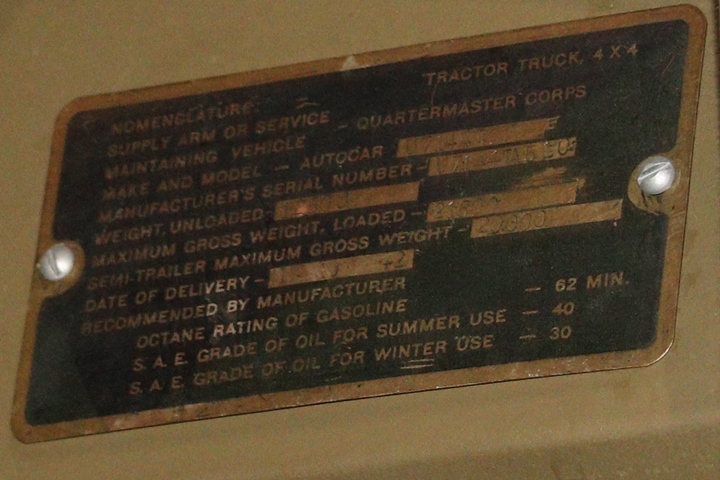 NOMENCLATURE: TRACTOR TRUCK, 4 X 4
SUPPLY ARM OR SERVICE
MAINTAINING VEHICLE — QUARTERMASTER CORPS
MAKE AND MODEL — AUTOCAR
MANUFACTURER'S SERIAL NUMBER —
WEIGHT, UNLOADED —
MAXIMUM GROSS WEIGHT, LOADED —
SEMI-TRAILER MAXIMUM GROSS WEIGHT —
DATE OF DELIVERY —
RECOMMENDED BY MANUFACTURER
OCTANE RATING OF GASOLINE — 62 MIN.
S. A. E. GRADE OF OIL FOR SUMMER USE — 40
S. A. E. GRADE OF OIL FOR WINTER USE — 30